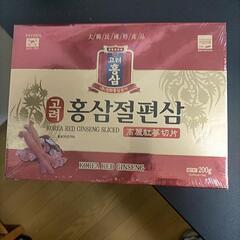 大韓民國特産品
고려
홍삼
고려 홍삼절편삼
KOREA RED GINSENG SLICED
高麗紅蔘切片
KOREA RED GINSENG
200g